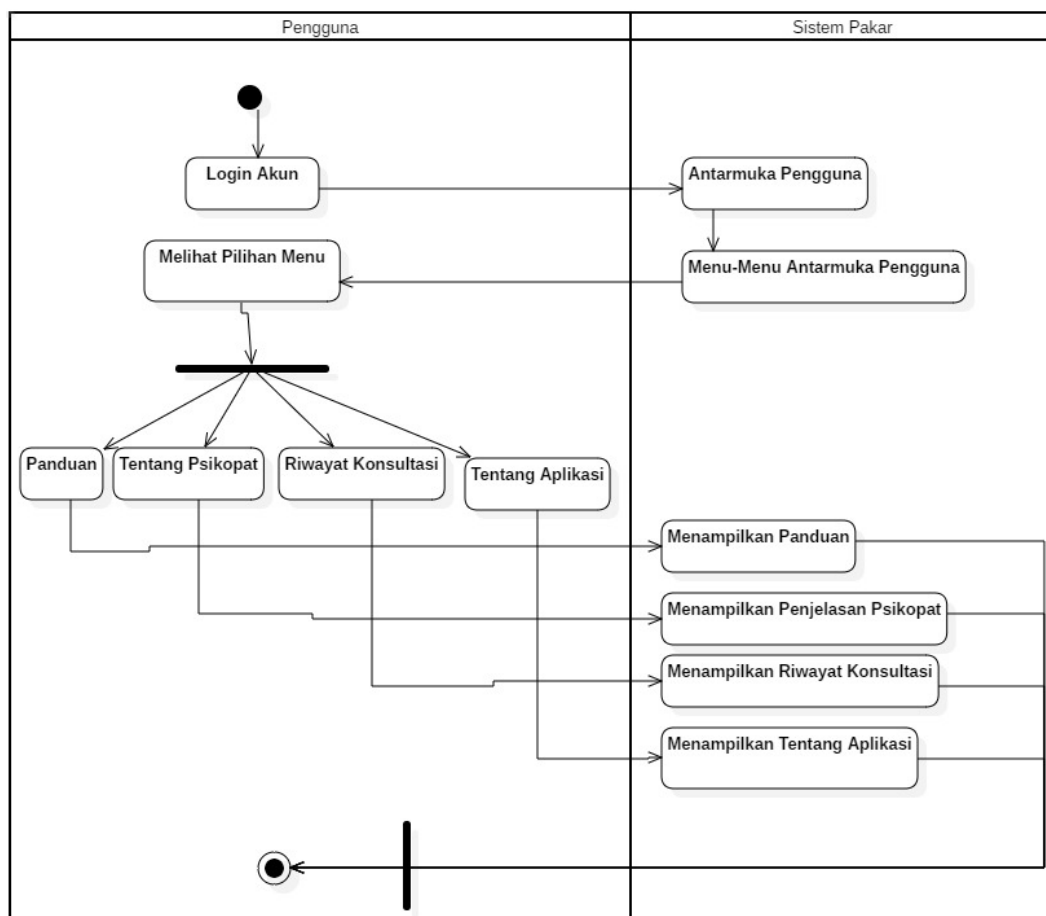 Pengguna
Sistem Pakar
Login Akun
Antarmuka Pengguna
Melihat Pilihan Menu
Menu-Menu Antarmuka Pengguna
Panduan
Tentang Psikopat
Riwayat Konsultasi
Tentang Aplikasi
Menampilkan Panduan
Menampilkan Penjelasan Psikopat
Menampilkan Riwayat Konsultasi
Menampilkan Tentang Aplikasi